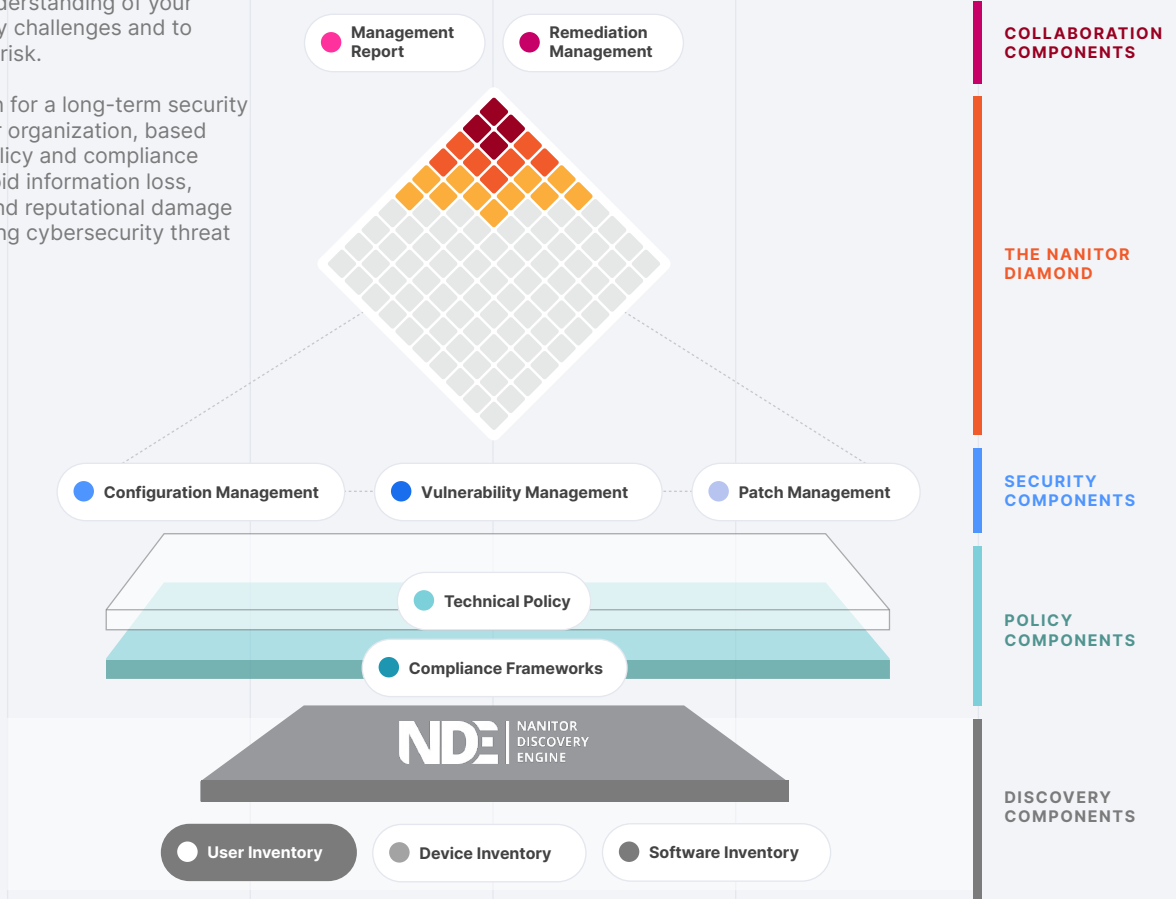 derstanding of your
y challenges and to
risk.
n for a long-term security
r organization, based
licy and compliance
oid information loss,
nd reputational damage
ng cybersecurity threat
Management
Report
Remediation
Management
COLLABORATION
COMPONENTS
THE NANITOR
DIAMOND
Configuration Management
Vulnerability Management
Patch Management
SECURITY
COMPONENTS
Technical Policy
Compliance Frameworks
POLICY
COMPONENTS
NDE
NANITOR
DISCOVERY
ENGINE
User Inventory
Device Inventory
Software Inventory
DISCOVERY
COMPONENTS